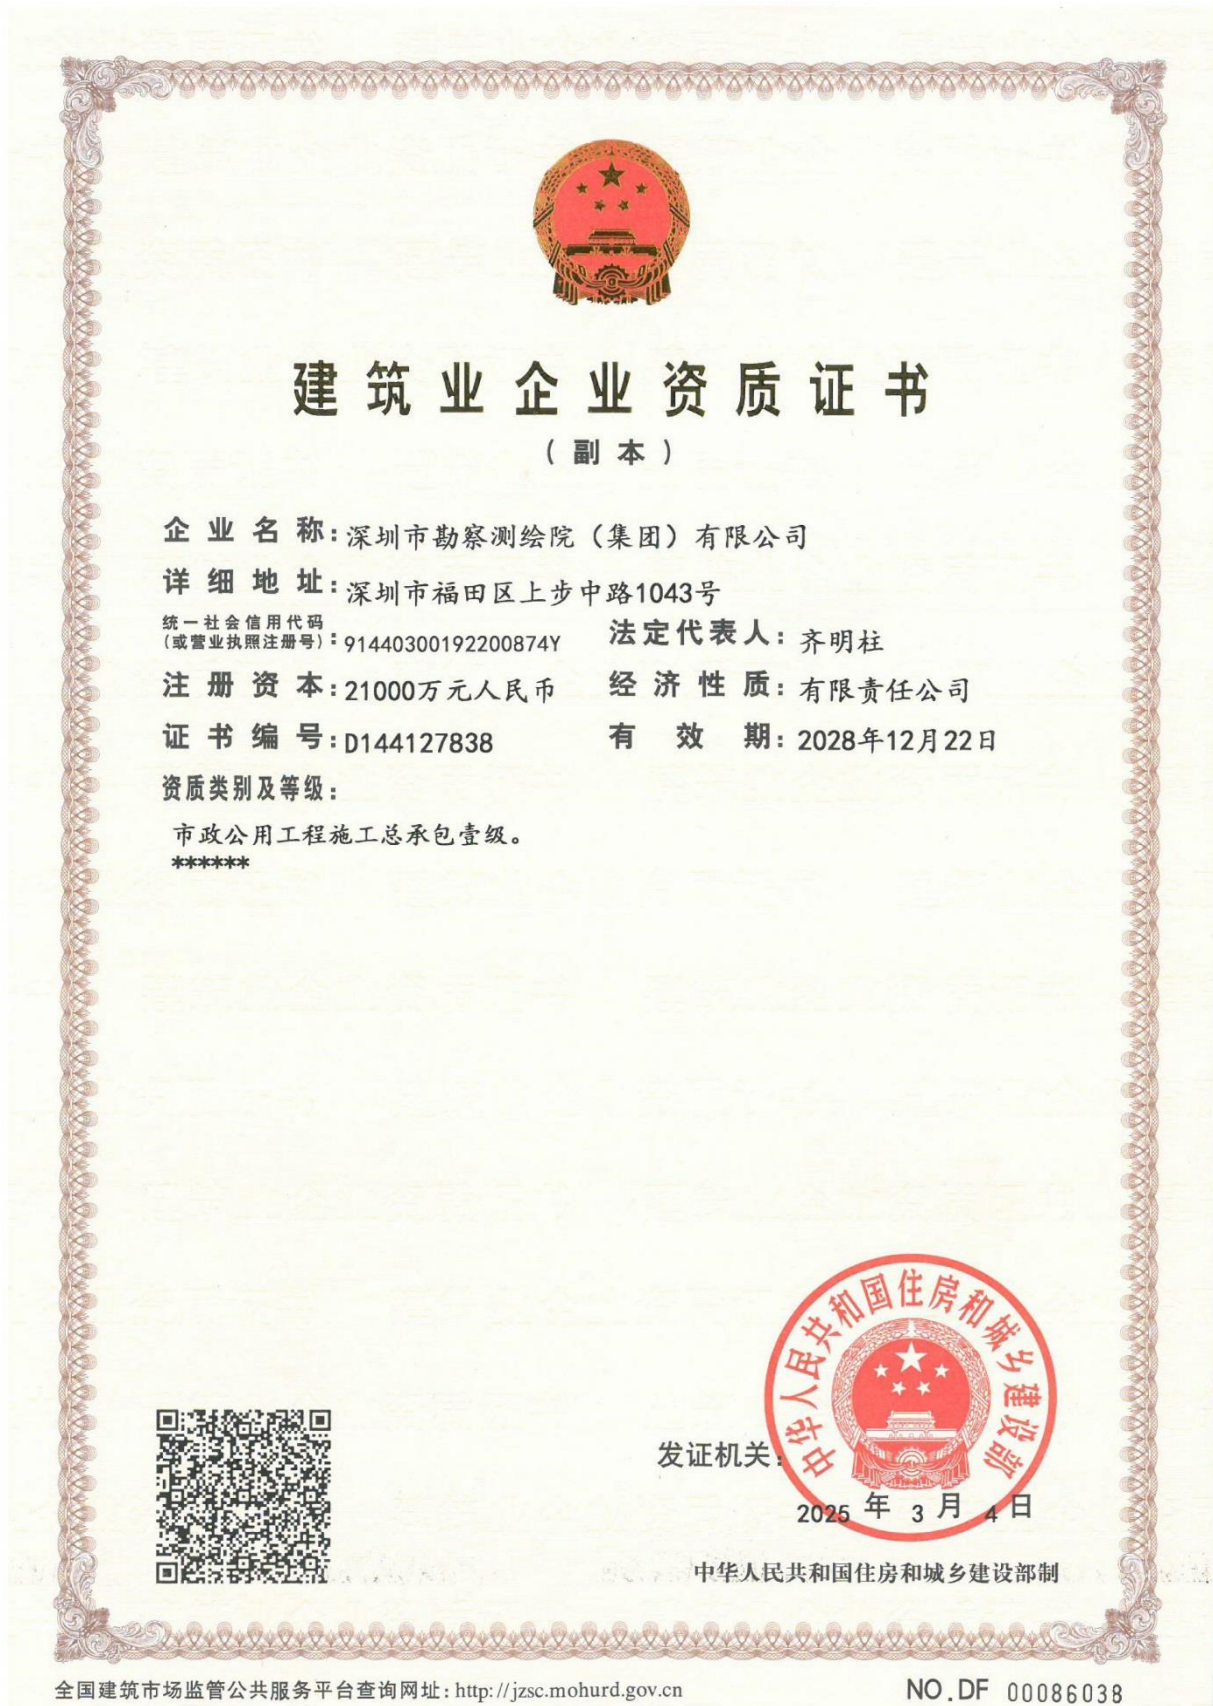 建筑业企业资质证书
（副本）
企业名称：深圳市勘察测绘院（集团）有限公司
详细地址：深圳市福田区上步中路1043号
统一社会信用代码
（或营业执照注册号）：91440300192200874Y 法定代表人：齐明柱
注册资本：21000万元人民币 经济性质：有限责任公司
证书编号：D144127838 有效期：2028年12月22日
资质类别及等级：
市政公用工程施工总承包壹级。
******
中华人民共和国住房和城乡建设部
发证机关：
2025年3月4日
中华人民共和国住房和城乡建设部制
全国建筑市场监管公共服务平台查询网址：http://jzsc.mohurd.gov.cn NO.DF 00086038